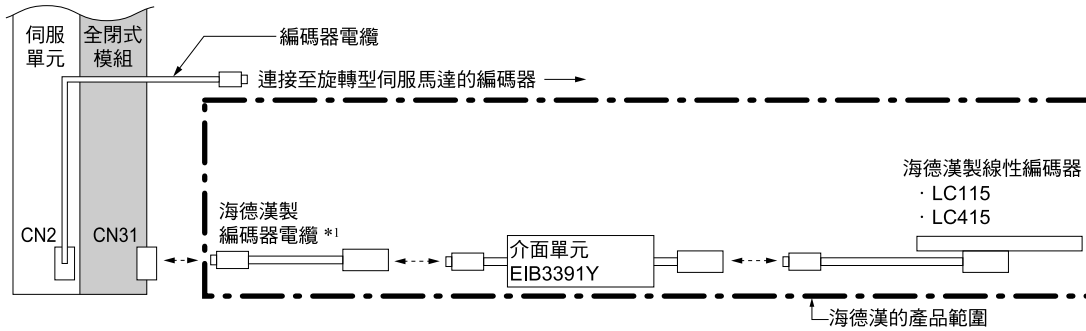 伺服
單元
全閉式
模組
編碼器電纜
連接至旋轉型伺服馬達的編碼器
海德漢製線性編碼器
· LC115
· LC415
CN2
CN31
海德漢製
編碼器電纜 *1
介面單元
EIB3391Y
海德漢的產品範圍